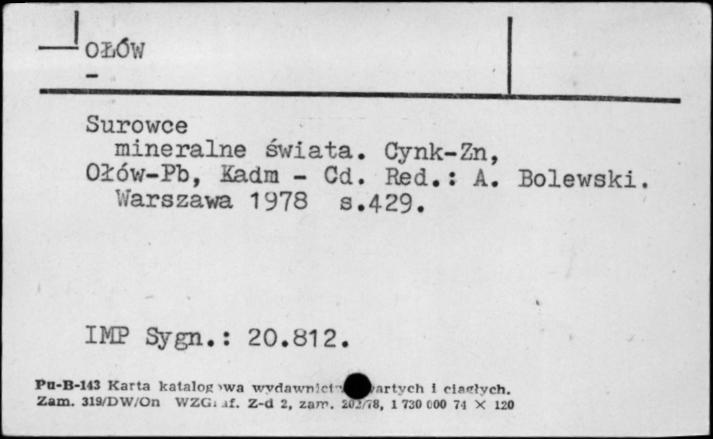 OŁÓW
Surowce
mineralne świata. Cynk-Zn,
Ołów-Pb, Kadm - Cd. Red.: A. Bolewski.
Warszawa 1978 s.429.
IMP Sygn.: 20.812.
Pu-B-143 Karta katalogowa i ciągłych.
Zam. 319/DW/On WZGraf. Z-d 2, zam. 202/78, 1 730 000 74 X 120